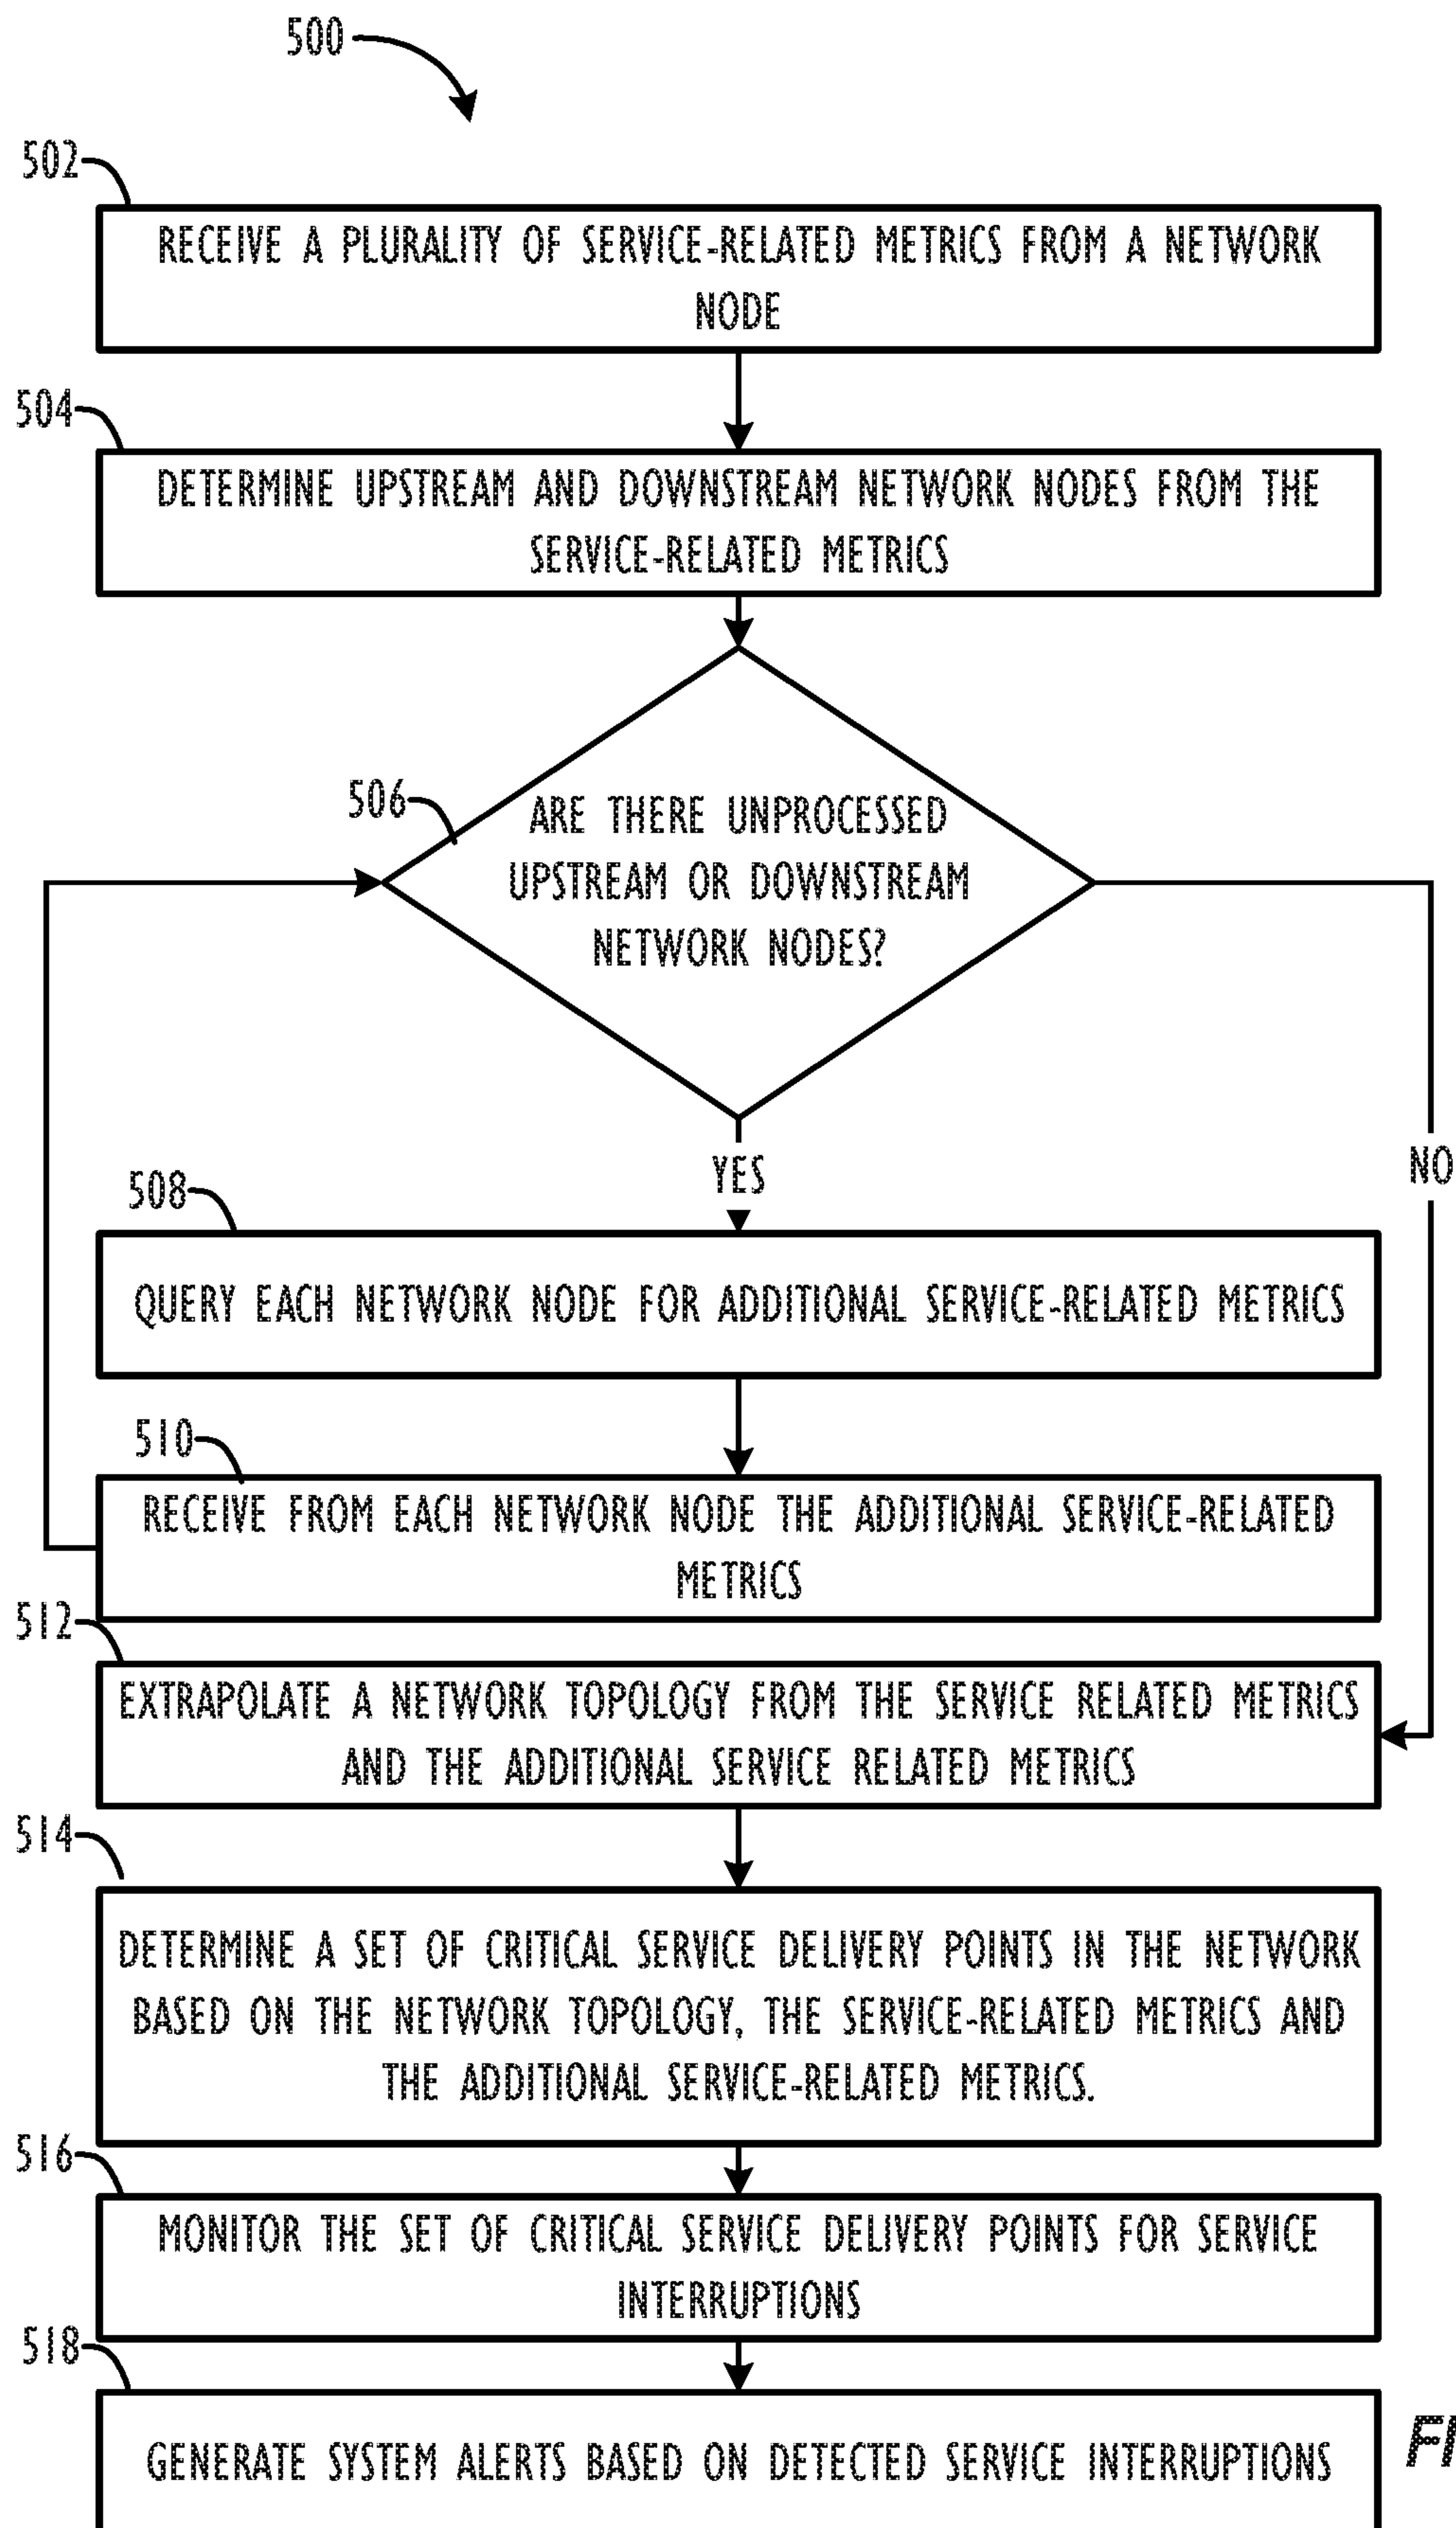 500
502
RECEIVE A PLURALITY OF SERVICE-RELATED METRICS FROM A NETWORK
NODE
504
DETERMINE UPSTREAM AND DOWNSTREAM NETWORK NODES FROM THE
SERVICE-RELATED METRICS
506
ARE THERE UNPROCESSED
UPSTREAM OR DOWNSTREAM
NETWORK NODES?
YES
NO
508
QUERY EACH NETWORK NODE FOR ADDITIONAL SERVICE-RELATED METRICS
510
RECEIVE FROM EACH NETWORK NODE THE ADDITIONAL SERVICE-RELATED
METRICS
512
EXTRAPOLATE A NETWORK TOPOLOGY FROM THE SERVICE RELATED METRICS
AND THE ADDITIONAL SERVICE RELATED METRICS
514
DETERMINE A SET OF CRITICAL SERVICE DELIVERY POINTS IN THE NETWORK
BASED ON THE NETWORK TOPOLOGY, THE SERVICE-RELATED METRICS AND
THE ADDITIONAL SERVICE-RELATED METRICS.
516
MONITOR THE SET OF CRITICAL SERVICE DELIVERY POINTS FOR SERVICE
INTERRUPTIONS
518
GENERATE SYSTEM ALERTS BASED ON DETECTED SERVICE INTERRUPTIONS